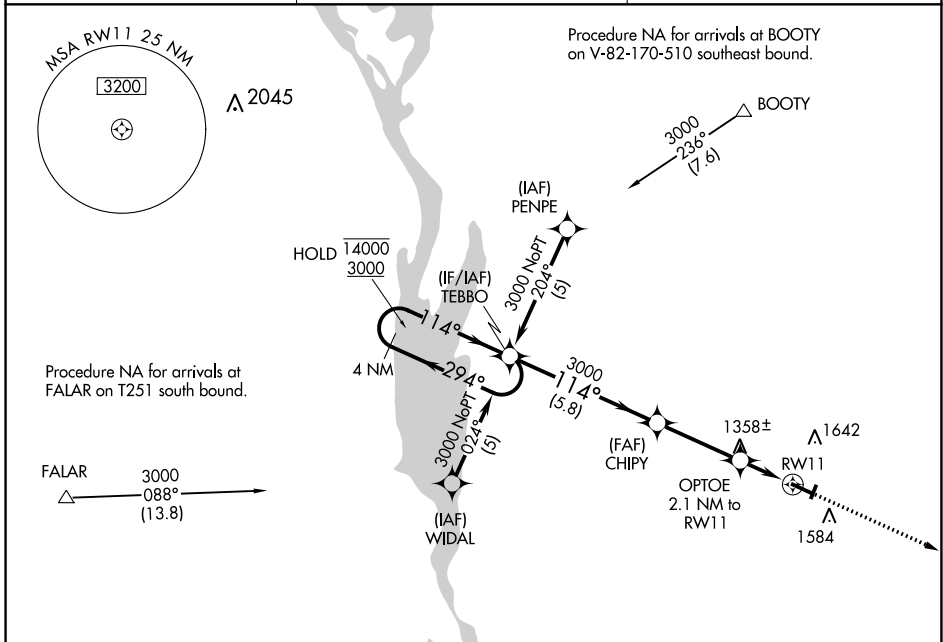 MSA RW11 25 NM
3200
2045
Procedure NA for arrivals at BOOTY
on V-82-170-510 southeast bound.
BOOTY
3000
236°
(7.6)
(IAF)
PENPE
3000 NoPT
204°
(5)
HOLD 14000
3000
(IF/IAF)
TEBBO
114°
4 NM
294°
3000
114°
(5.8)
Procedure NA for arrivals at
FALAR on T251 south bound.
3000 NoPT
024°
(5)
(FAF)
CHIPY
1358±
1642
RW11
OPTOE
2.1 NM to
RW11
1584
FALAR
3000
088°
(13.8)
(IAF)
WIDAL